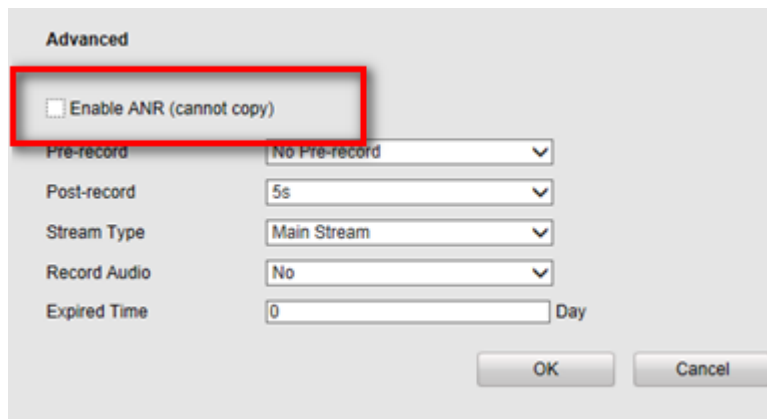 Advanced
Enable ANR (cannot copy)
Pre-record No Pre-record
Post-record 5s
Stream Type Main Stream
Record Audio No
Expired Time 0 Day
OK Cancel